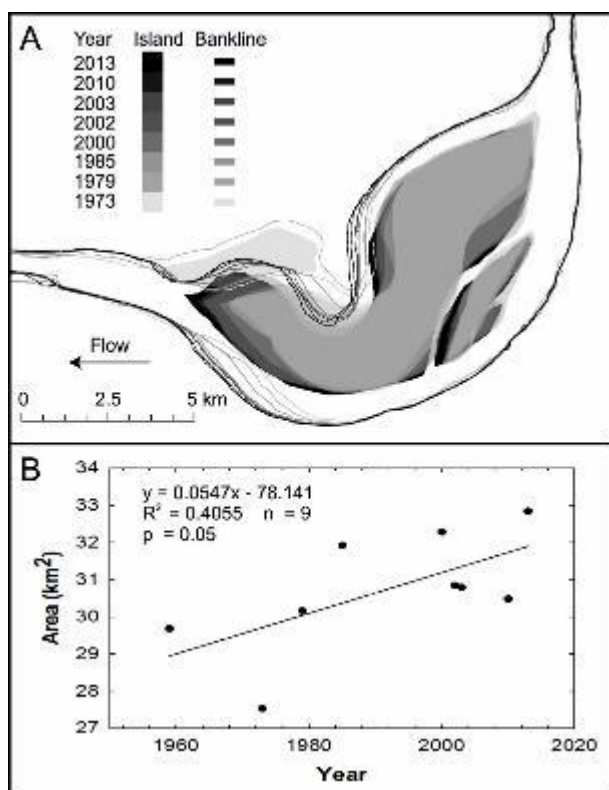 A
Year Island Bankline
2013
2010
2003
2002
2000
1985
1979
1973
Flow
0 2.5 5 km
B
34
33
32
31
30
29
28
27
y = 0.0547x - 78.141
R² = 0.4055 n = 9
p = 0.05
Area (km²)
1960 1980 2000 2020
Year